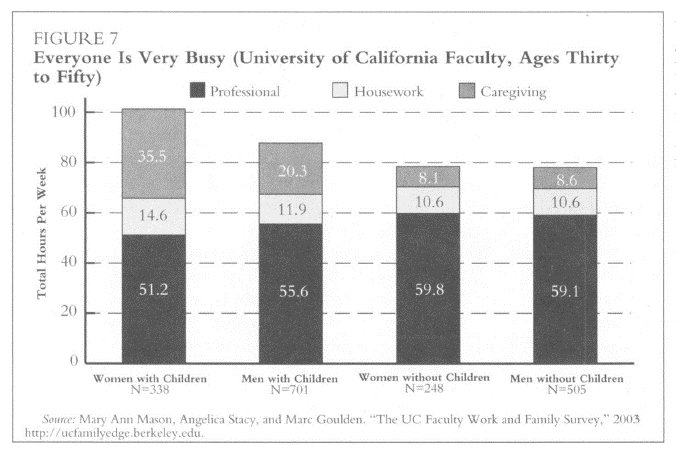 FIGURE 7
Everyone Is Very Busy (University of California Faculty, Ages Thirty
to Fifty)
Professional Housework Caregiving
100
80
60
40
20
0
Total Hours Per Week
35.5
14.6
51.2
20.3
11.9
55.6
8.1
10.6
59.8
8.6
10.6
59.1
Women with Children
N=338
Men with Children
N=701
Women without Children
N=248
Men without Children
N=505
Source: Mary Ann Mason, Angelica Stacy, and Marc Goulden. "The UC Faculty Work and Family Survey," 2003
http://ucfamilyedge.berkeley.edu.